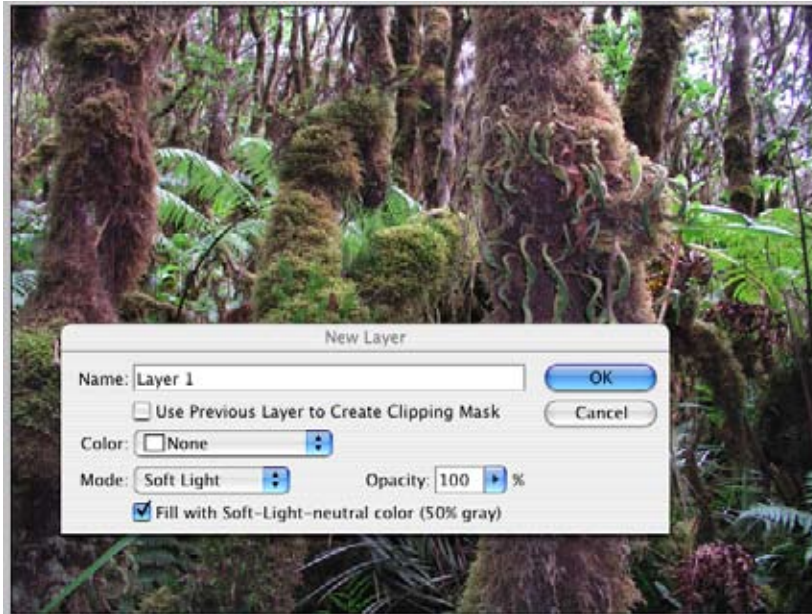 New Layer
Name: Layer 1
OK
Use Previous Layer to Create Clipping Mask
Cancel
Color: None
Mode: Soft Light Opacity: 100 %
Fill with Soft-Light-neutral color (50% gray)